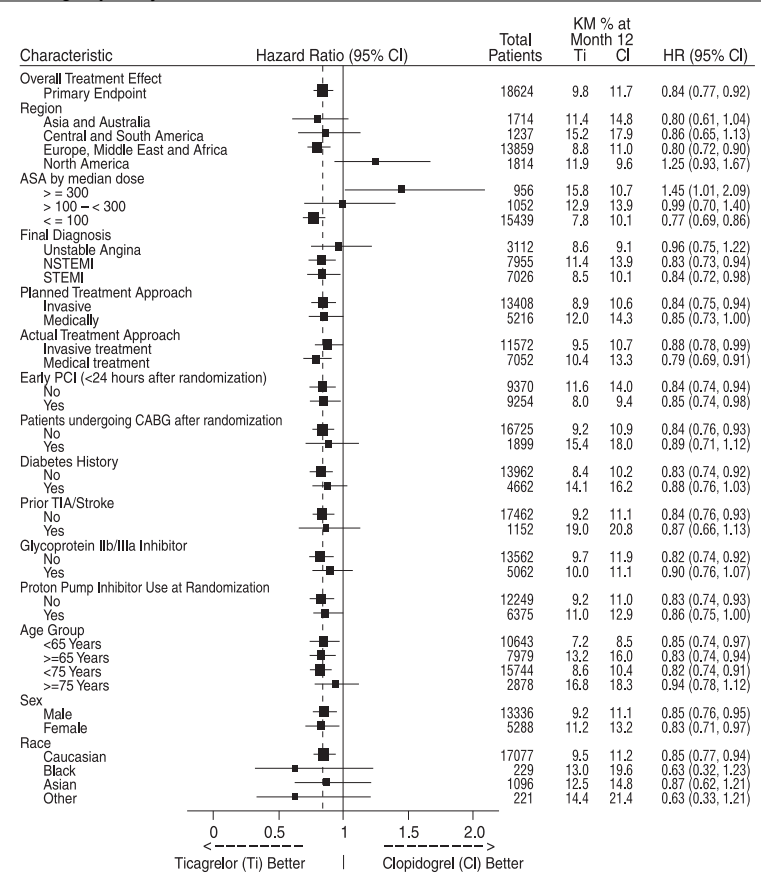 KM % at
Total Month 12
Characteristic Hazard Ratio (95% CI) Patients Ti Cl HR (95% CI)
Overall Treatment Effect
Primary Endpoint 18624 9.8 11.7 0.84 (0.77, 0.92)
Region
Asia and Australia 1714 11.4 14.8 0.80 (0.61, 1.04)
Central and South America 1237 15.2 17.9 0.86 (0.65, 1.13)
Europe, Middle East and Africa 13859 8.8 11.0 0.80 (0.72, 0.90)
North America 1814 11.9 9.6 1.25 (0.93, 1.67)
ASA by median dose
> = 300 956 15.8 10.7 1.45 (1.01, 2.09)
> 100 – < 300 1052 12.9 13.9 0.99 (0.70, 1.40)
< = 100 15439 7.8 10.1 0.77 (0.69, 0.86)
Final Diagnosis
Unstable Angina 3112 8.6 9.1 0.96 (0.75, 1.22)
NSTEMI 7955 11.4 13.9 0.83 (0.73, 0.94)
STEMI 7026 8.5 10.1 0.84 (0.72, 0.98)
Planned Treatment Approach
Invasive 13408 8.9 10.6 0.84 (0.75, 0.94)
Medically 5216 12.0 14.3 0.85 (0.73, 1.00)
Actual Treatment Approach
Invasive treatment 11572 9.5 10.7 0.88 (0.78, 0.99)
Medical treatment 7052 10.4 13.3 0.79 (0.69, 0.91)
Early PCI (<24 hours after randomization)
No 9370 11.6 14.0 0.84 (0.74, 0.94)
Yes 9254 8.0 9.4 0.85 (0.74, 0.98)
Patients undergoing CABG after randomization
No 16725 9.2 10.9 0.84 (0.76, 0.93)
Yes 1899 15.4 18.0 0.89 (0.71, 1.12)
Diabetes History
No 13962 8.4 10.2 0.83 (0.74, 0.92)
Yes 4662 14.1 16.2 0.88 (0.76, 1.03)
Prior TIA/Stroke
No 17462 9.2 11.1 0.84 (0.76, 0.93)
Yes 1152 19.0 20.8 0.87 (0.66, 1.13)
Glycoprotein IIb/IIIa Inhibitor
No 13562 9.7 11.9 0.82 (0.74, 0.92)
Yes 5062 10.0 11.1 0.90 (0.76, 1.07)
Proton Pump Inhibitor Use at Randomization
No 12249 9.2 11.0 0.83 (0.74, 0.93)
Yes 6375 11.0 12.9 0.86 (0.75, 1.00)
Age Group
<65 Years 10643 7.2 8.5 0.85 (0.74, 0.97)
>=65 Years 7979 13.2 16.0 0.83 (0.74, 0.94)
<75 Years 15744 8.6 10.4 0.82 (0.74, 0.91)
>=75 Years 2878 16.8 18.3 0.94 (0.78, 1.12)
Sex
Male 13336 9.2 11.1 0.85 (0.76, 0.95)
Female 5288 11.2 13.2 0.83 (0.71, 0.97)
Race
Caucasian 17077 9.5 11.2 0.85 (0.77, 0.94)
Black 229 13.0 19.6 0.63 (0.32, 1.23)
Asian 1096 12.5 14.8 0.87 (0.62, 1.21)
Other 221 14.4 21.4 0.63 (0.33, 1.21)
0 0.5 1 1.5 2.0
Ticagrelor (Ti) Better | Clopidogrel (Cl) Better